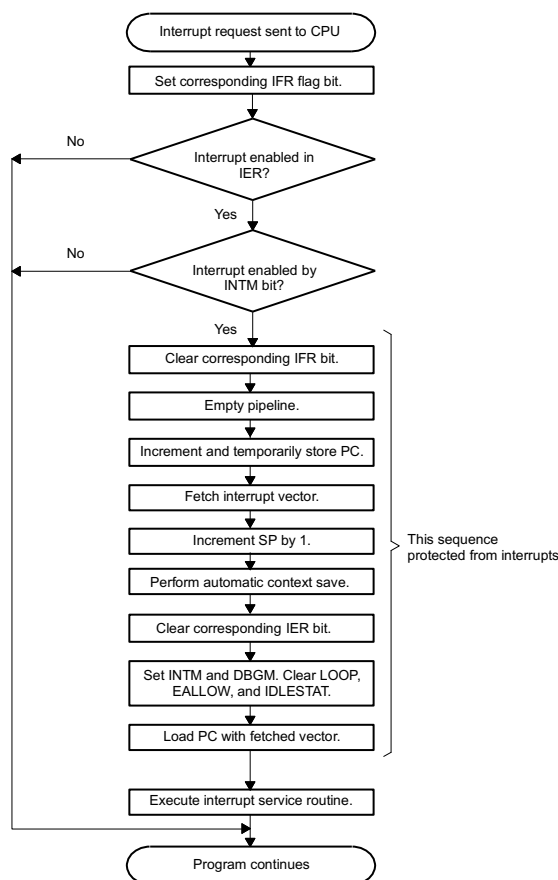 Interrupt request sent to CPU
Set corresponding IFR flag bit.
No
Interrupt enabled in
IER?
Yes
No
Interrupt enabled by
INTM bit?
Yes
Clear corresponding IFR bit.
Empty pipeline.
Increment and temporarily store PC.
Fetch interrupt vector.
Increment SP by 1.
This sequence
protected from interrupts
Perform automatic context save.
Clear corresponding IER bit.
Set INTM and DBGM. Clear LOOP,
EALLOW, and IDLESTAT.
Load PC with fetched vector.
Execute interrupt service routine.
Program continues